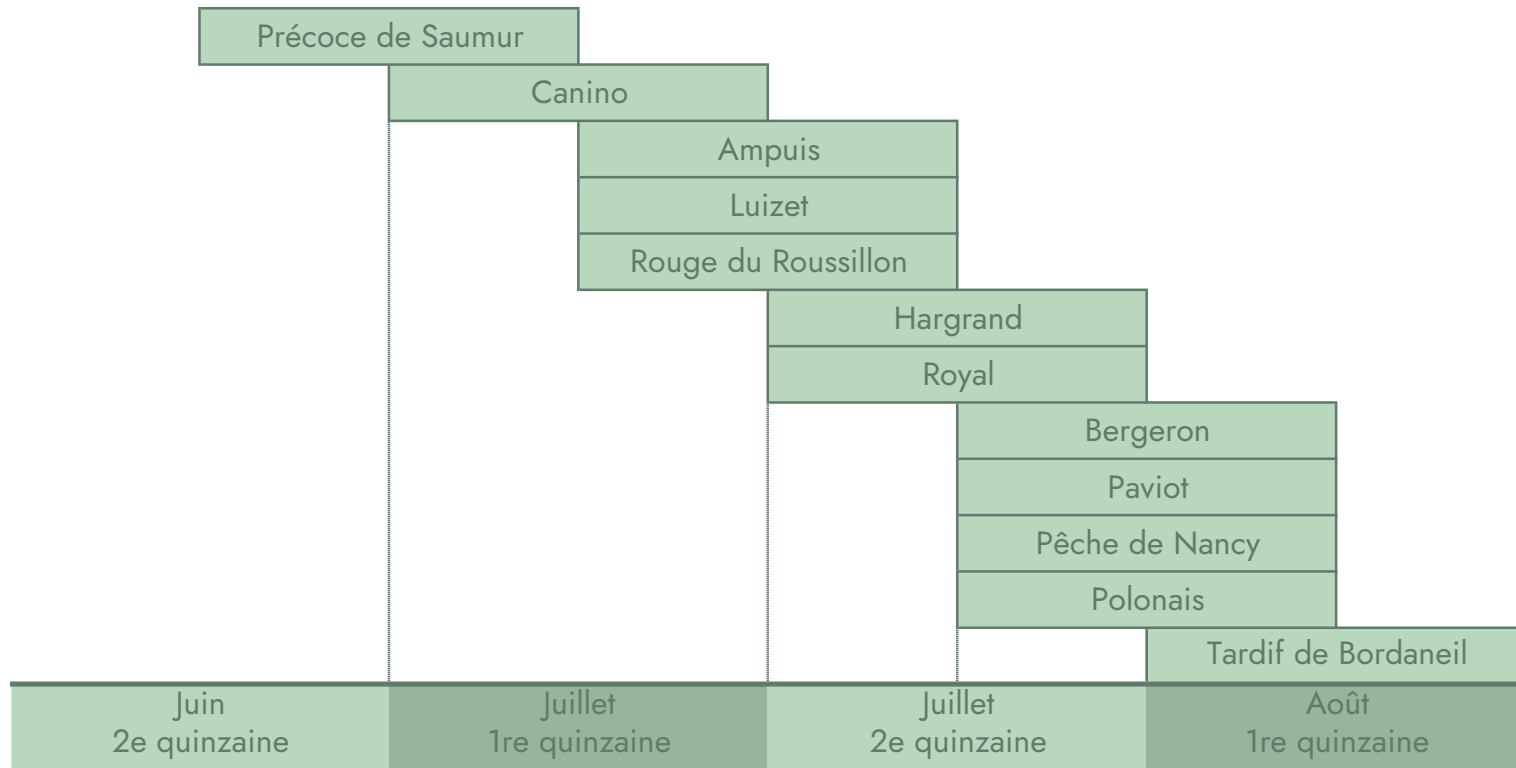 Précoce de Saumur
Canino
Ampuis
Luizet
Rouge du Roussillon
Hargrand
Royal
Bergeron
Paviot
Pêche de Nancy
Polonais
Tardif de Bordaneil
Juin
2e quinzaine
Juillet
1re quinzaine
Juillet
2e quinzaine
Août
1re quinzaine